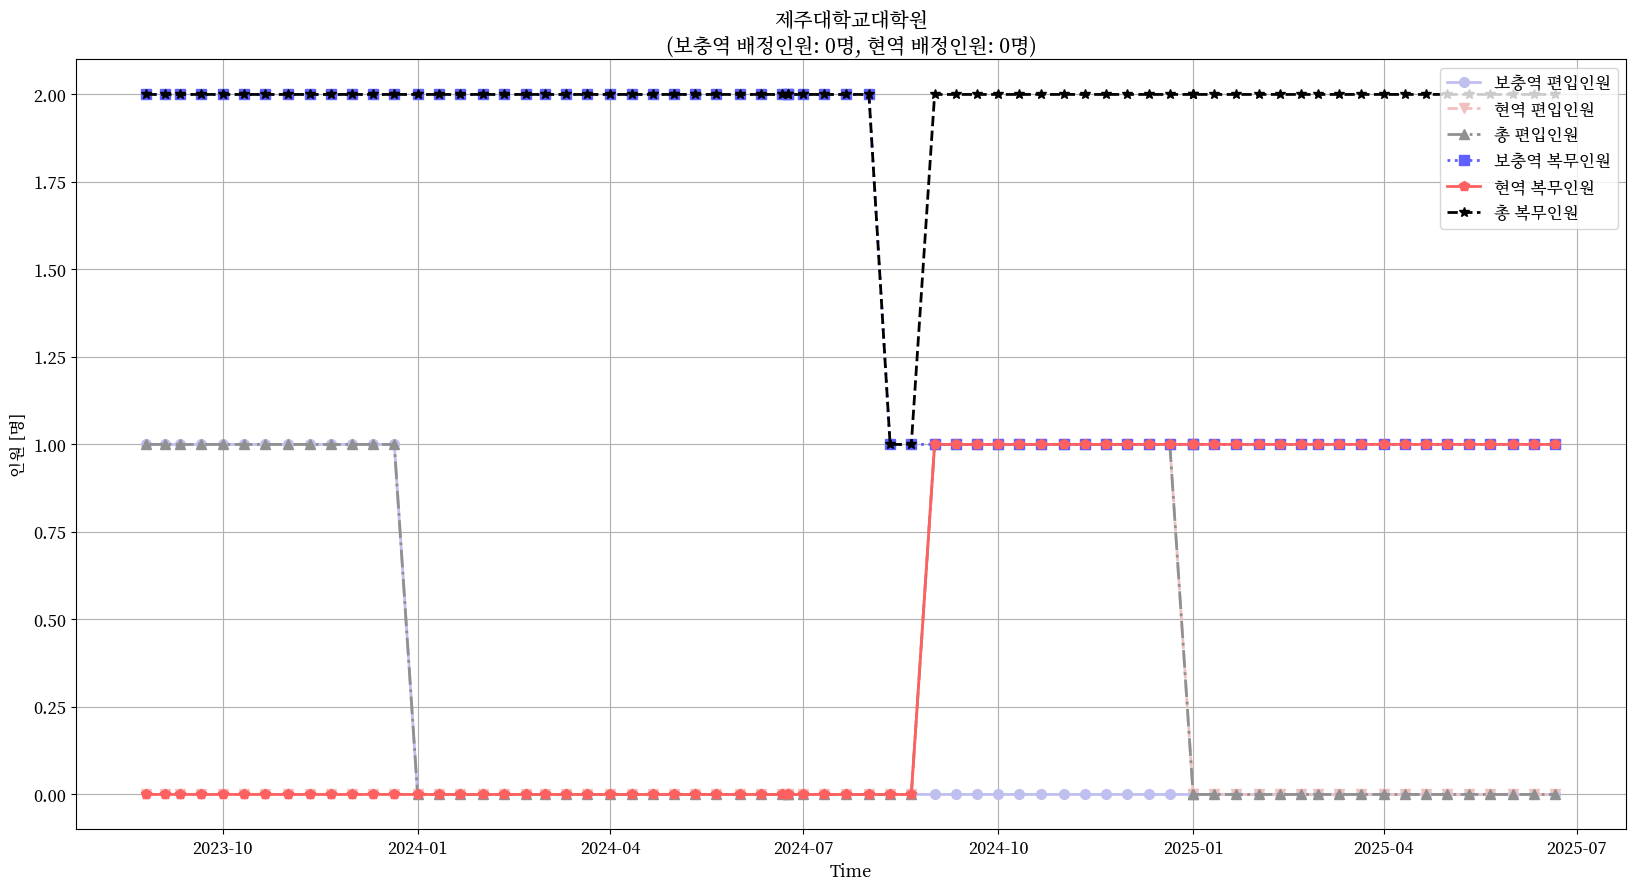 제주대학교대학원
(보충역 배정인원: 0명, 현역 배정인원: 0명)
2.00
1.75
1.50
1.25
1.00
0.75
0.50
0.25
0.00
인원 [명]
보충역 편입인원
현역 편입인원
총 편입인원
보충역 복무인원
현역 복무인원
총 복무인원
2023-10
2024-01
2024-04
2024-07
2024-10
2025-01
2025-04
2025-07
Time